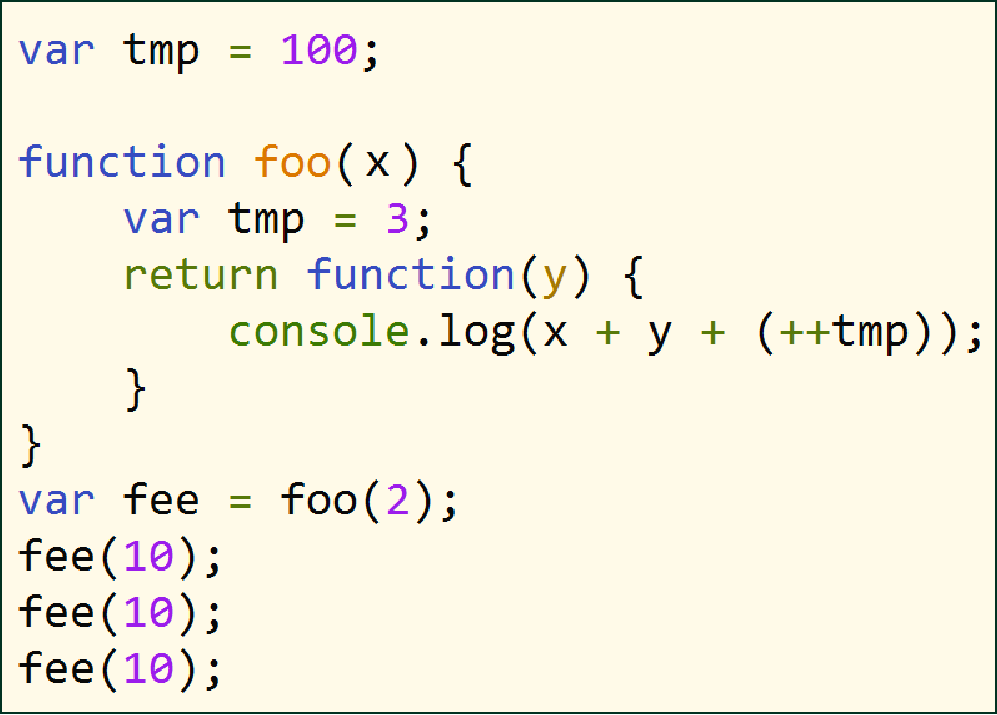 var tmp = 100;
function foo(x) {
    var tmp = 3;
    return function(y) {
        console.log(x + y + (++tmp));
    }
}
var fee = foo(2);
fee(10);
fee(10);
fee(10);